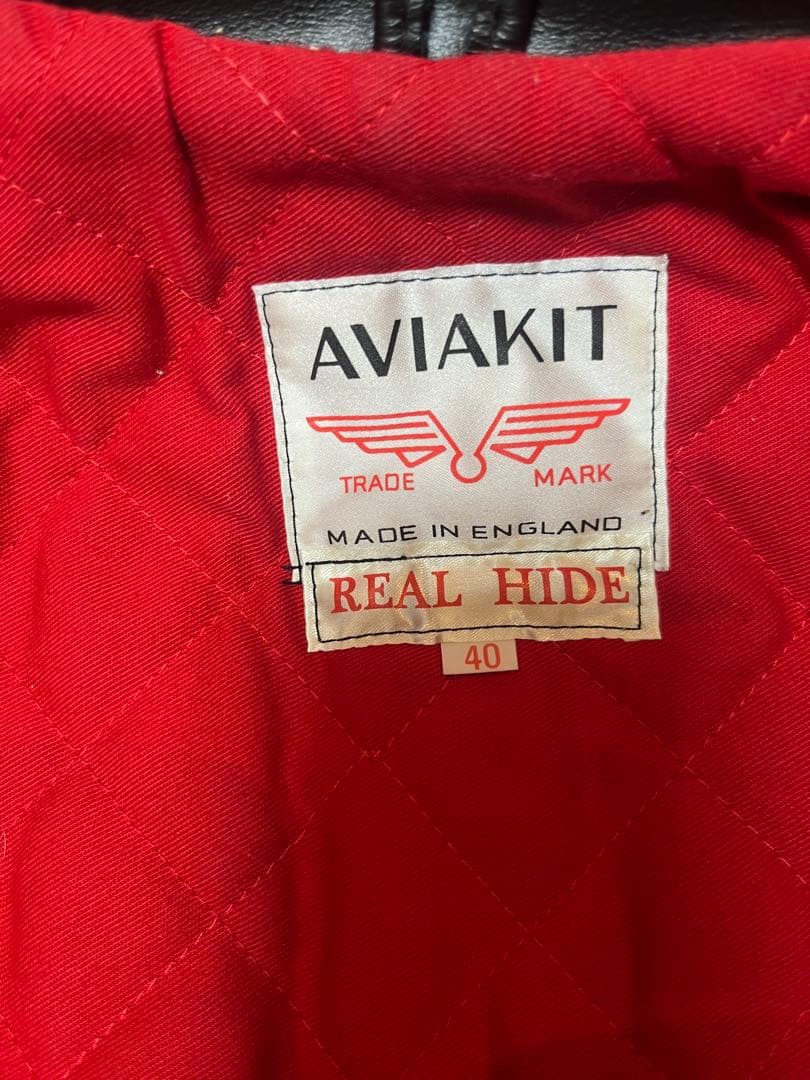 AVIAKIT
TRADE MARK
MADE IN ENGLAND
REAL HIDE
40